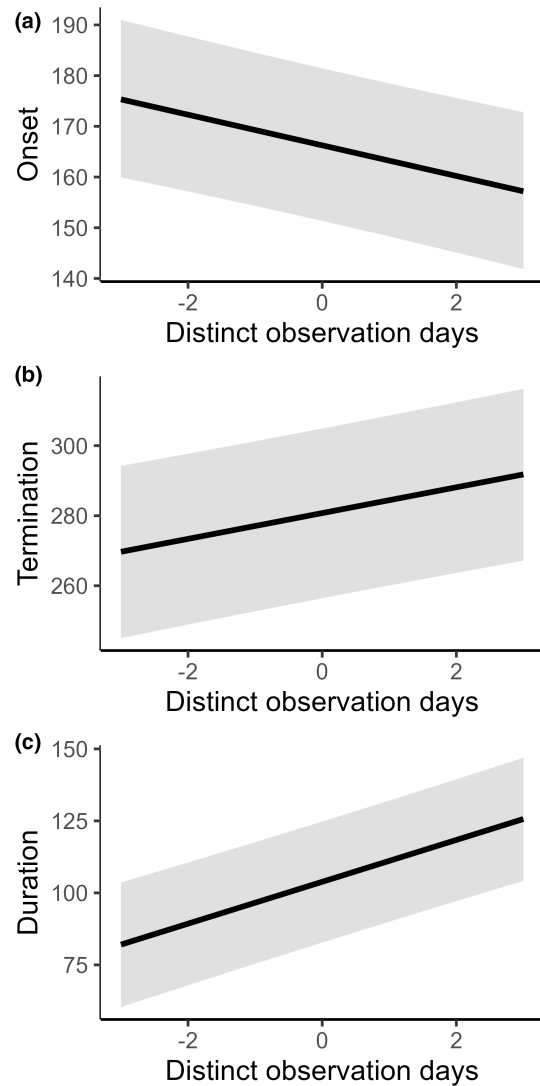 (a)
Onset
190
180
170
160
150
140
-2 0 2
Distinct observation days
(b)
Termination
300
280
260
-2 0 2
Distinct observation days
(c)
Duration
150
125
100
75
-2 0 2
Distinct observation days